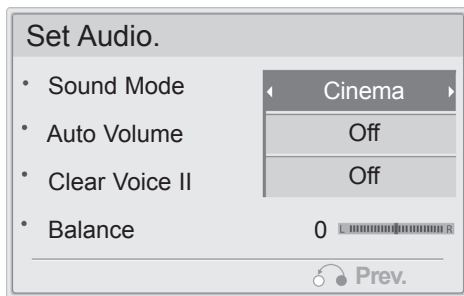 Set Audio.
• Sound Mode Cinema
• Auto Volume Off
• Clear Voice II Off
• Balance 0 L R
Prev.